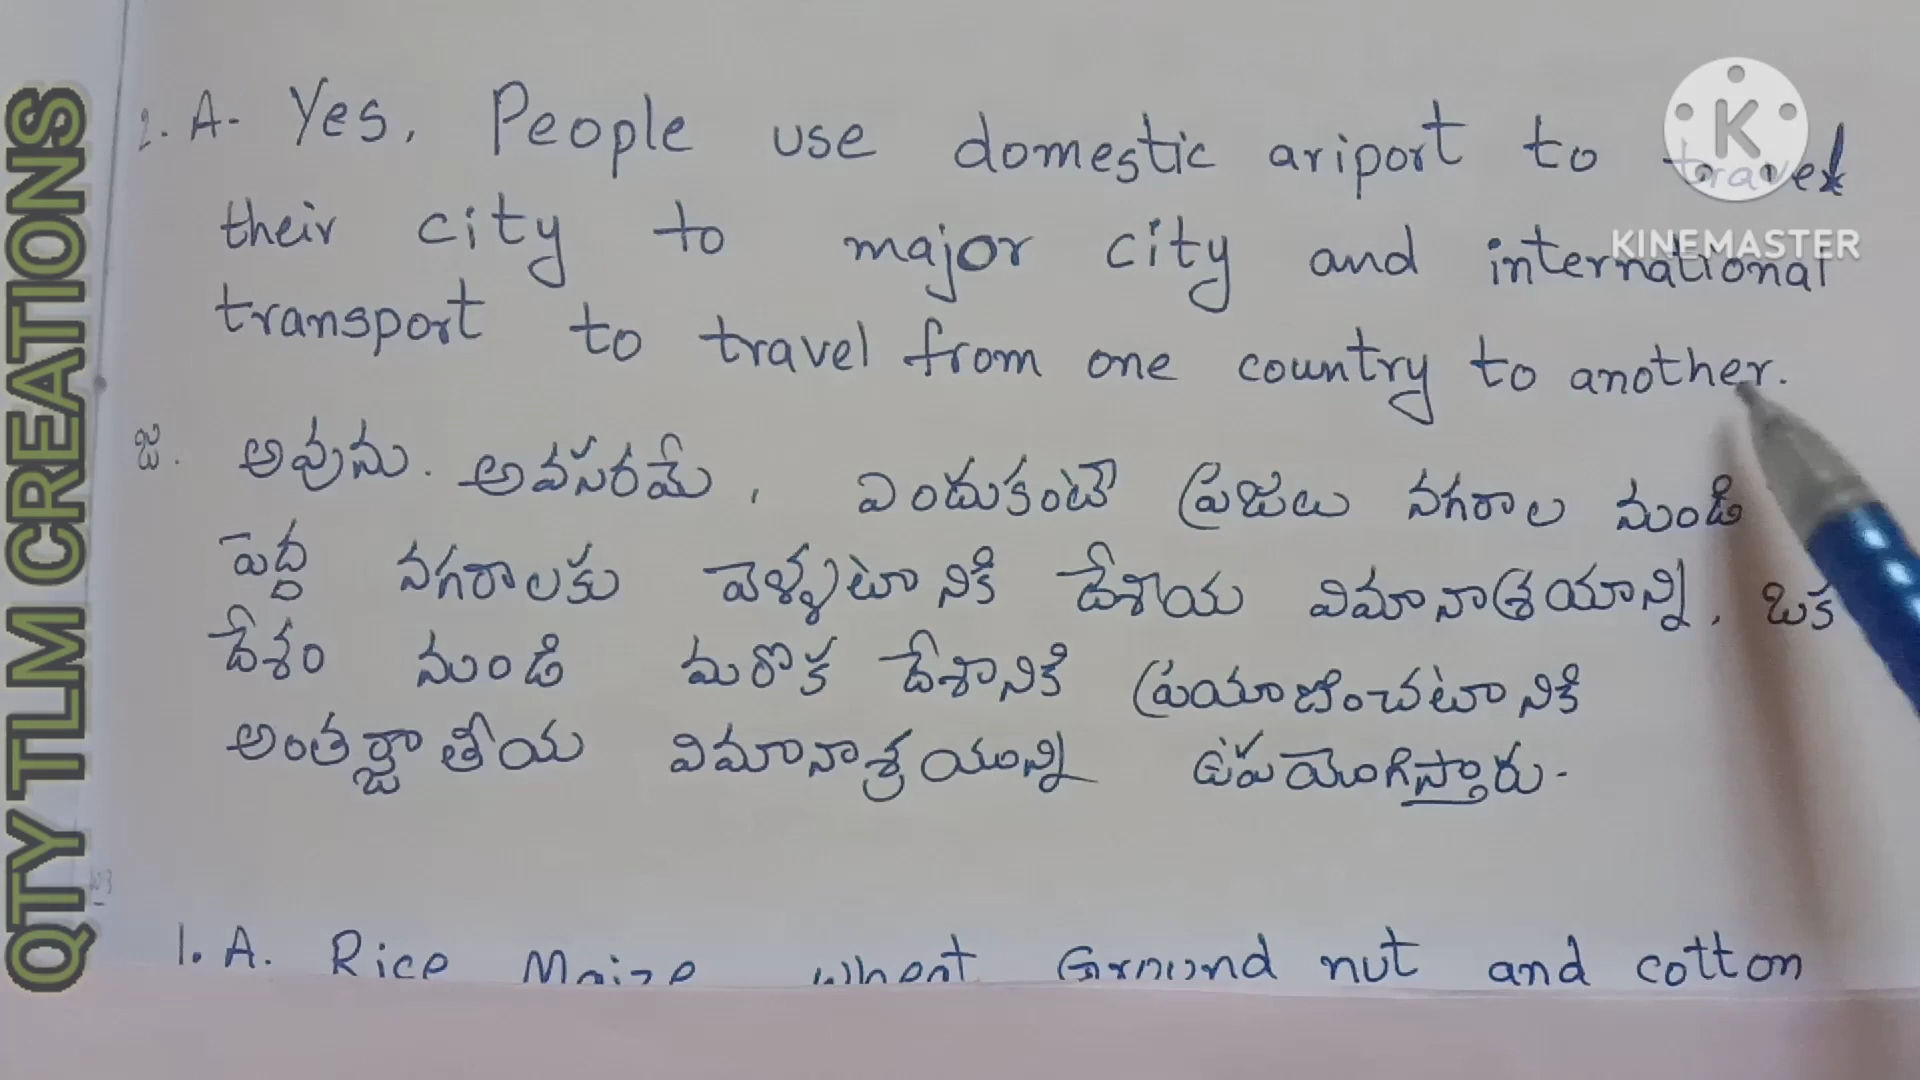 QTY TLM CREATIONS
KINEMASTER
2. A- Yes, People use domestic ariport to travel
their city to major city and international
transport to travel from one country to another.
జ. అవును. అవసరమే, ఎందుకంటే ప్రజలు నగరాల నుండి
పెద్ద నగరాలకు వెళ్ళుటూనికి దేశీయ విమానాశ్రయాన్ని, ఒక
దేశం నుండి మరొక దేశానికి ప్రయాణించటానికి
అంతర్జాతీయ విమానాశ్రయాన్ని ఉపయోగిస్తారు.
1. A. Rice Maize wheat Ground nut and cotton